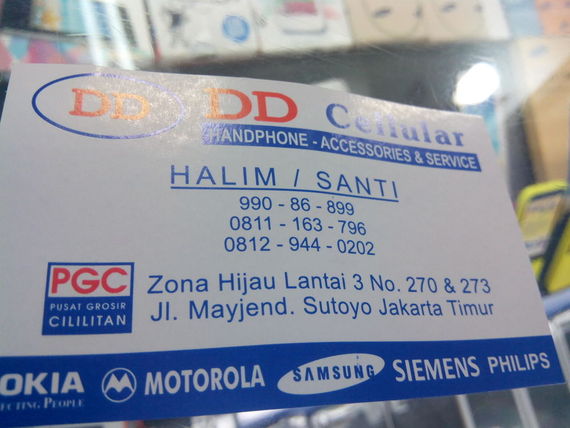 DD DD Cellular
HANDPHONE - ACCESSORIES & SERVICE
HALIM / SANTI
990 - 86 - 899
0811 - 163 - 796
0812 - 944 - 0202
PGC
PUSAT GROSIR
CILILITAN
Zona Hijau Lantai 3 No. 270 & 273
Jl. Mayjend. Sutoyo Jakarta Timur
OKIA
ECTING PEOPLE
MOTOROLA
SAMSUNG
SIEMENS PHILIPS